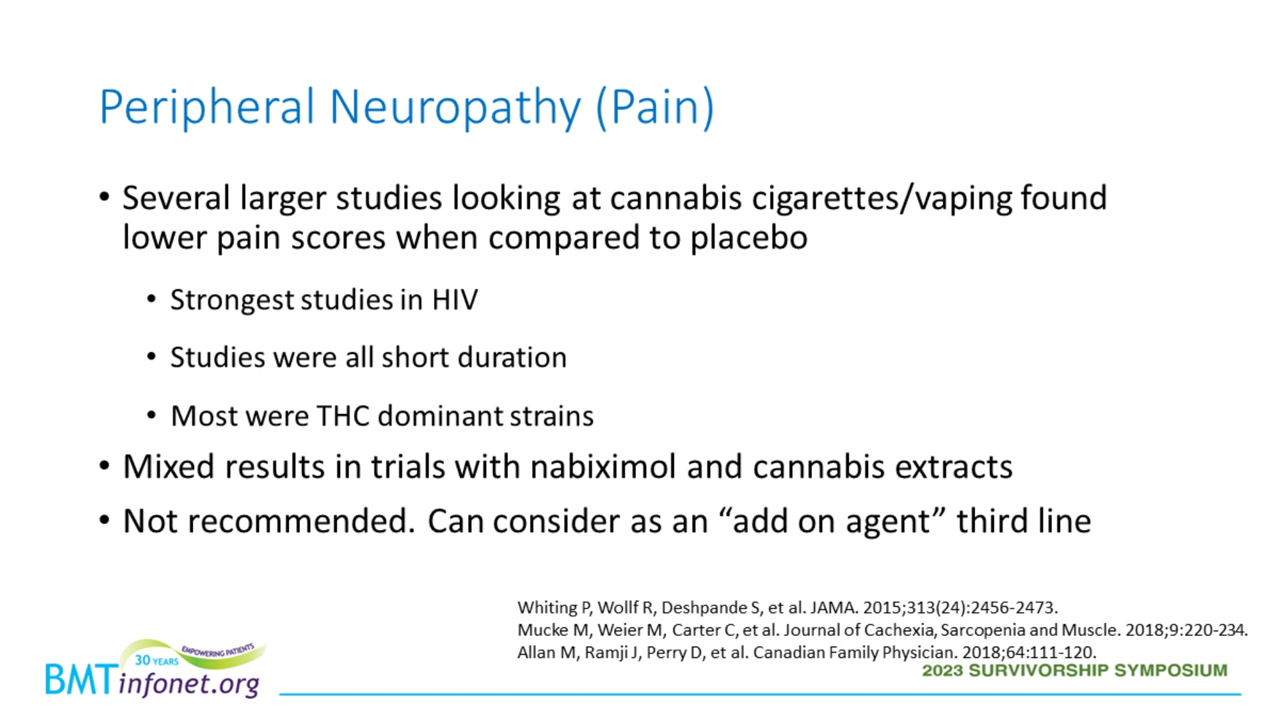 Peripheral Neuropathy (Pain)
• Several larger studies looking at cannabis cigarettes/vaping found
lower pain scores when compared to placebo
• Strongest studies in HIV
• Studies were all short duration
• Most were THC dominant strains
• Mixed results in trials with nabiximol and cannabis extracts
• Not recommended. Can consider as an “add on agent” third line
Whiting P, Wollf R, Deshpande S, et al. JAMA. 2015;313(24):2456-2473.
Mucke M, Weier M, Carter C, et al. Journal of Cachexia, Sarcopenia and Muscle. 2018;9:220-234.
Allan M, Ramji J, Perry D, et al. Canadian Family Physician. 2018;64:111-120.
2023 SURVIVORSHIP SYMPOSIUM
30 YEARS EMPOWERING PATIENTS
BMTinfonet.org